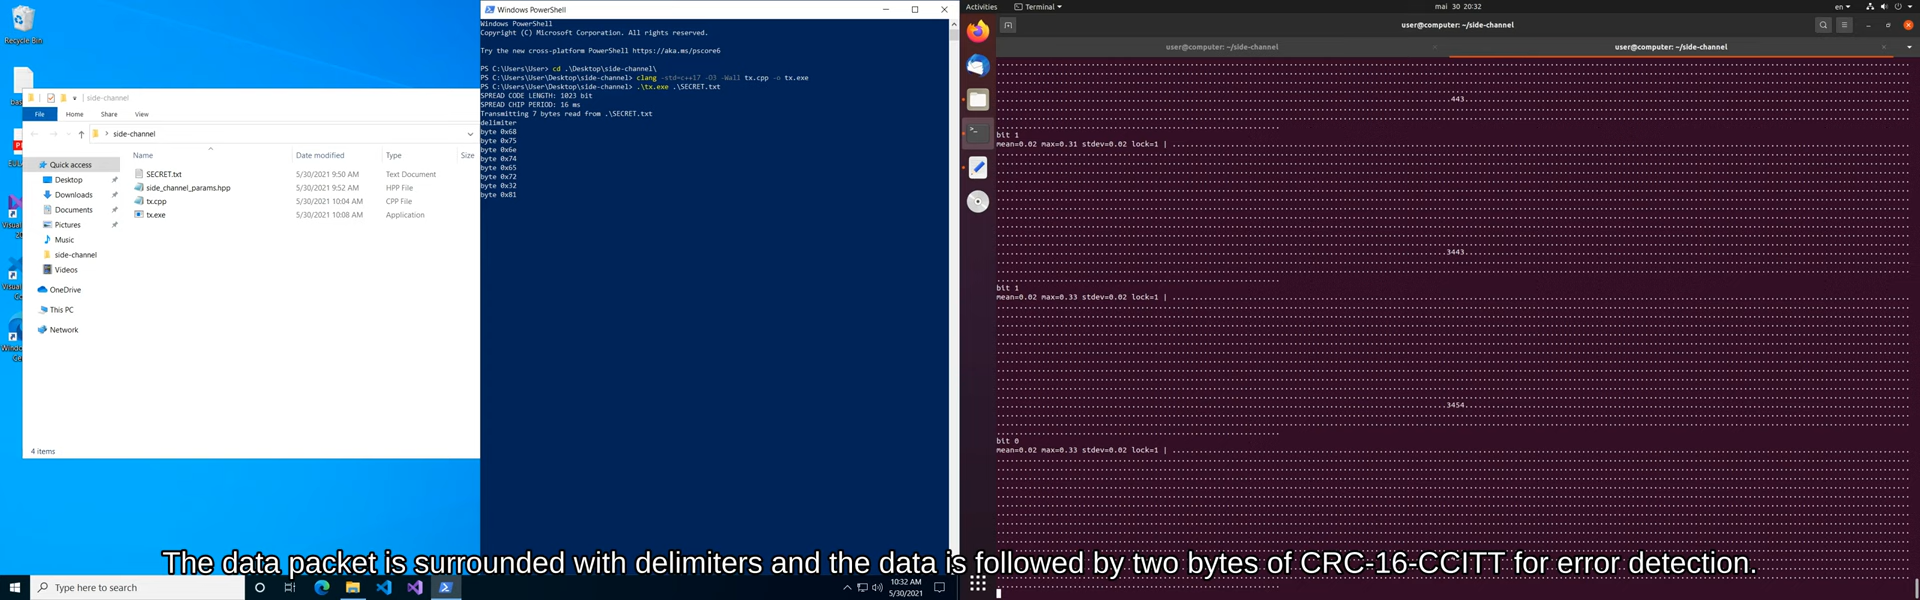 Recycle Bin
side-channel
File Home Share View
side-channel
Name Date modified Type Size
Quick access
Desktop
Downloads
Documents
Pictures
Music
side-channel
Videos
OneDrive
This PC
Network
SECRET.txt 5/30/2021 9:50 AM Text Document
side_channel_params.hpp 5/30/2021 9:52 AM HPP File
tx.cpp 5/30/2021 10:04 AM CPP File
tx.exe 5/30/2021 10:08 AM Application
4 items
Windows PowerShell
Windows PowerShell
Copyright (C) Microsoft Corporation. All rights reserved.
Try the new cross-platform PowerShell https://aka.ms/pscore6
PS C:\Users\User> cd .\Desktop\side-channel\
PS C:\Users\User\Desktop\side-channel> clang -std=c++17 -O3 -Wall tx.cpp -o tx.exe
PS C:\Users\User\Desktop\side-channel> .\tx.exe .\SECRET.txt
SPREAD CODE LENGTH: 1023 bit
SPREAD CHIP PERIOD: 16 ms
Transmitting 7 bytes read from .\SECRET.txt
delimiter
byte 0x68
byte 0x75
byte 0x6e
byte 0x74
byte 0x65
byte 0x72
byte 0x32
byte 0x81
Activities Terminal mai 30 20:32 en
user@computer: ~/side-channel
user@computer: ~/side-channel user@computer: ~/side-channel
.443.
bit 1
mean=0.02 max=0.31 stdev=0.02 lock=1 |
.3443.
bit 1
mean=0.02 max=0.33 stdev=0.02 lock=1 |
.3454.
bit 0
mean=0.02 max=0.33 stdev=0.02 lock=1 |
The data packet is surrounded with delimiters and the data is followed by two bytes of CRC-16-CCITT for error detection.
Type here to search
10:32 AM
5/30/2021